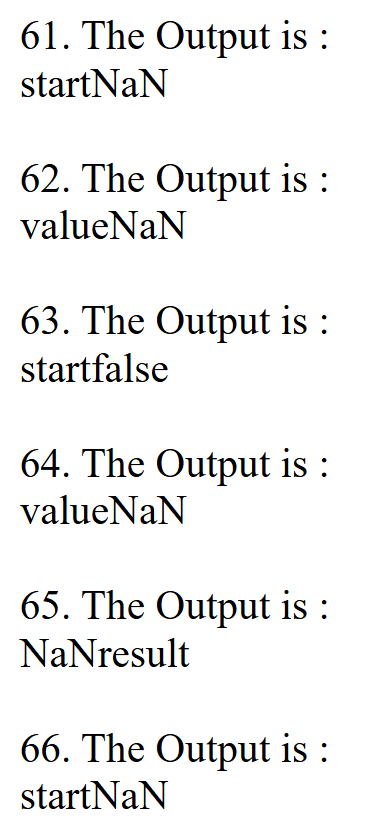 61. The Output is :
startNaN
62. The Output is :
valueNaN
63. The Output is :
startfalse
64. The Output is :
valueNaN
65. The Output is :
NaNresult
66. The Output is :
startNaN